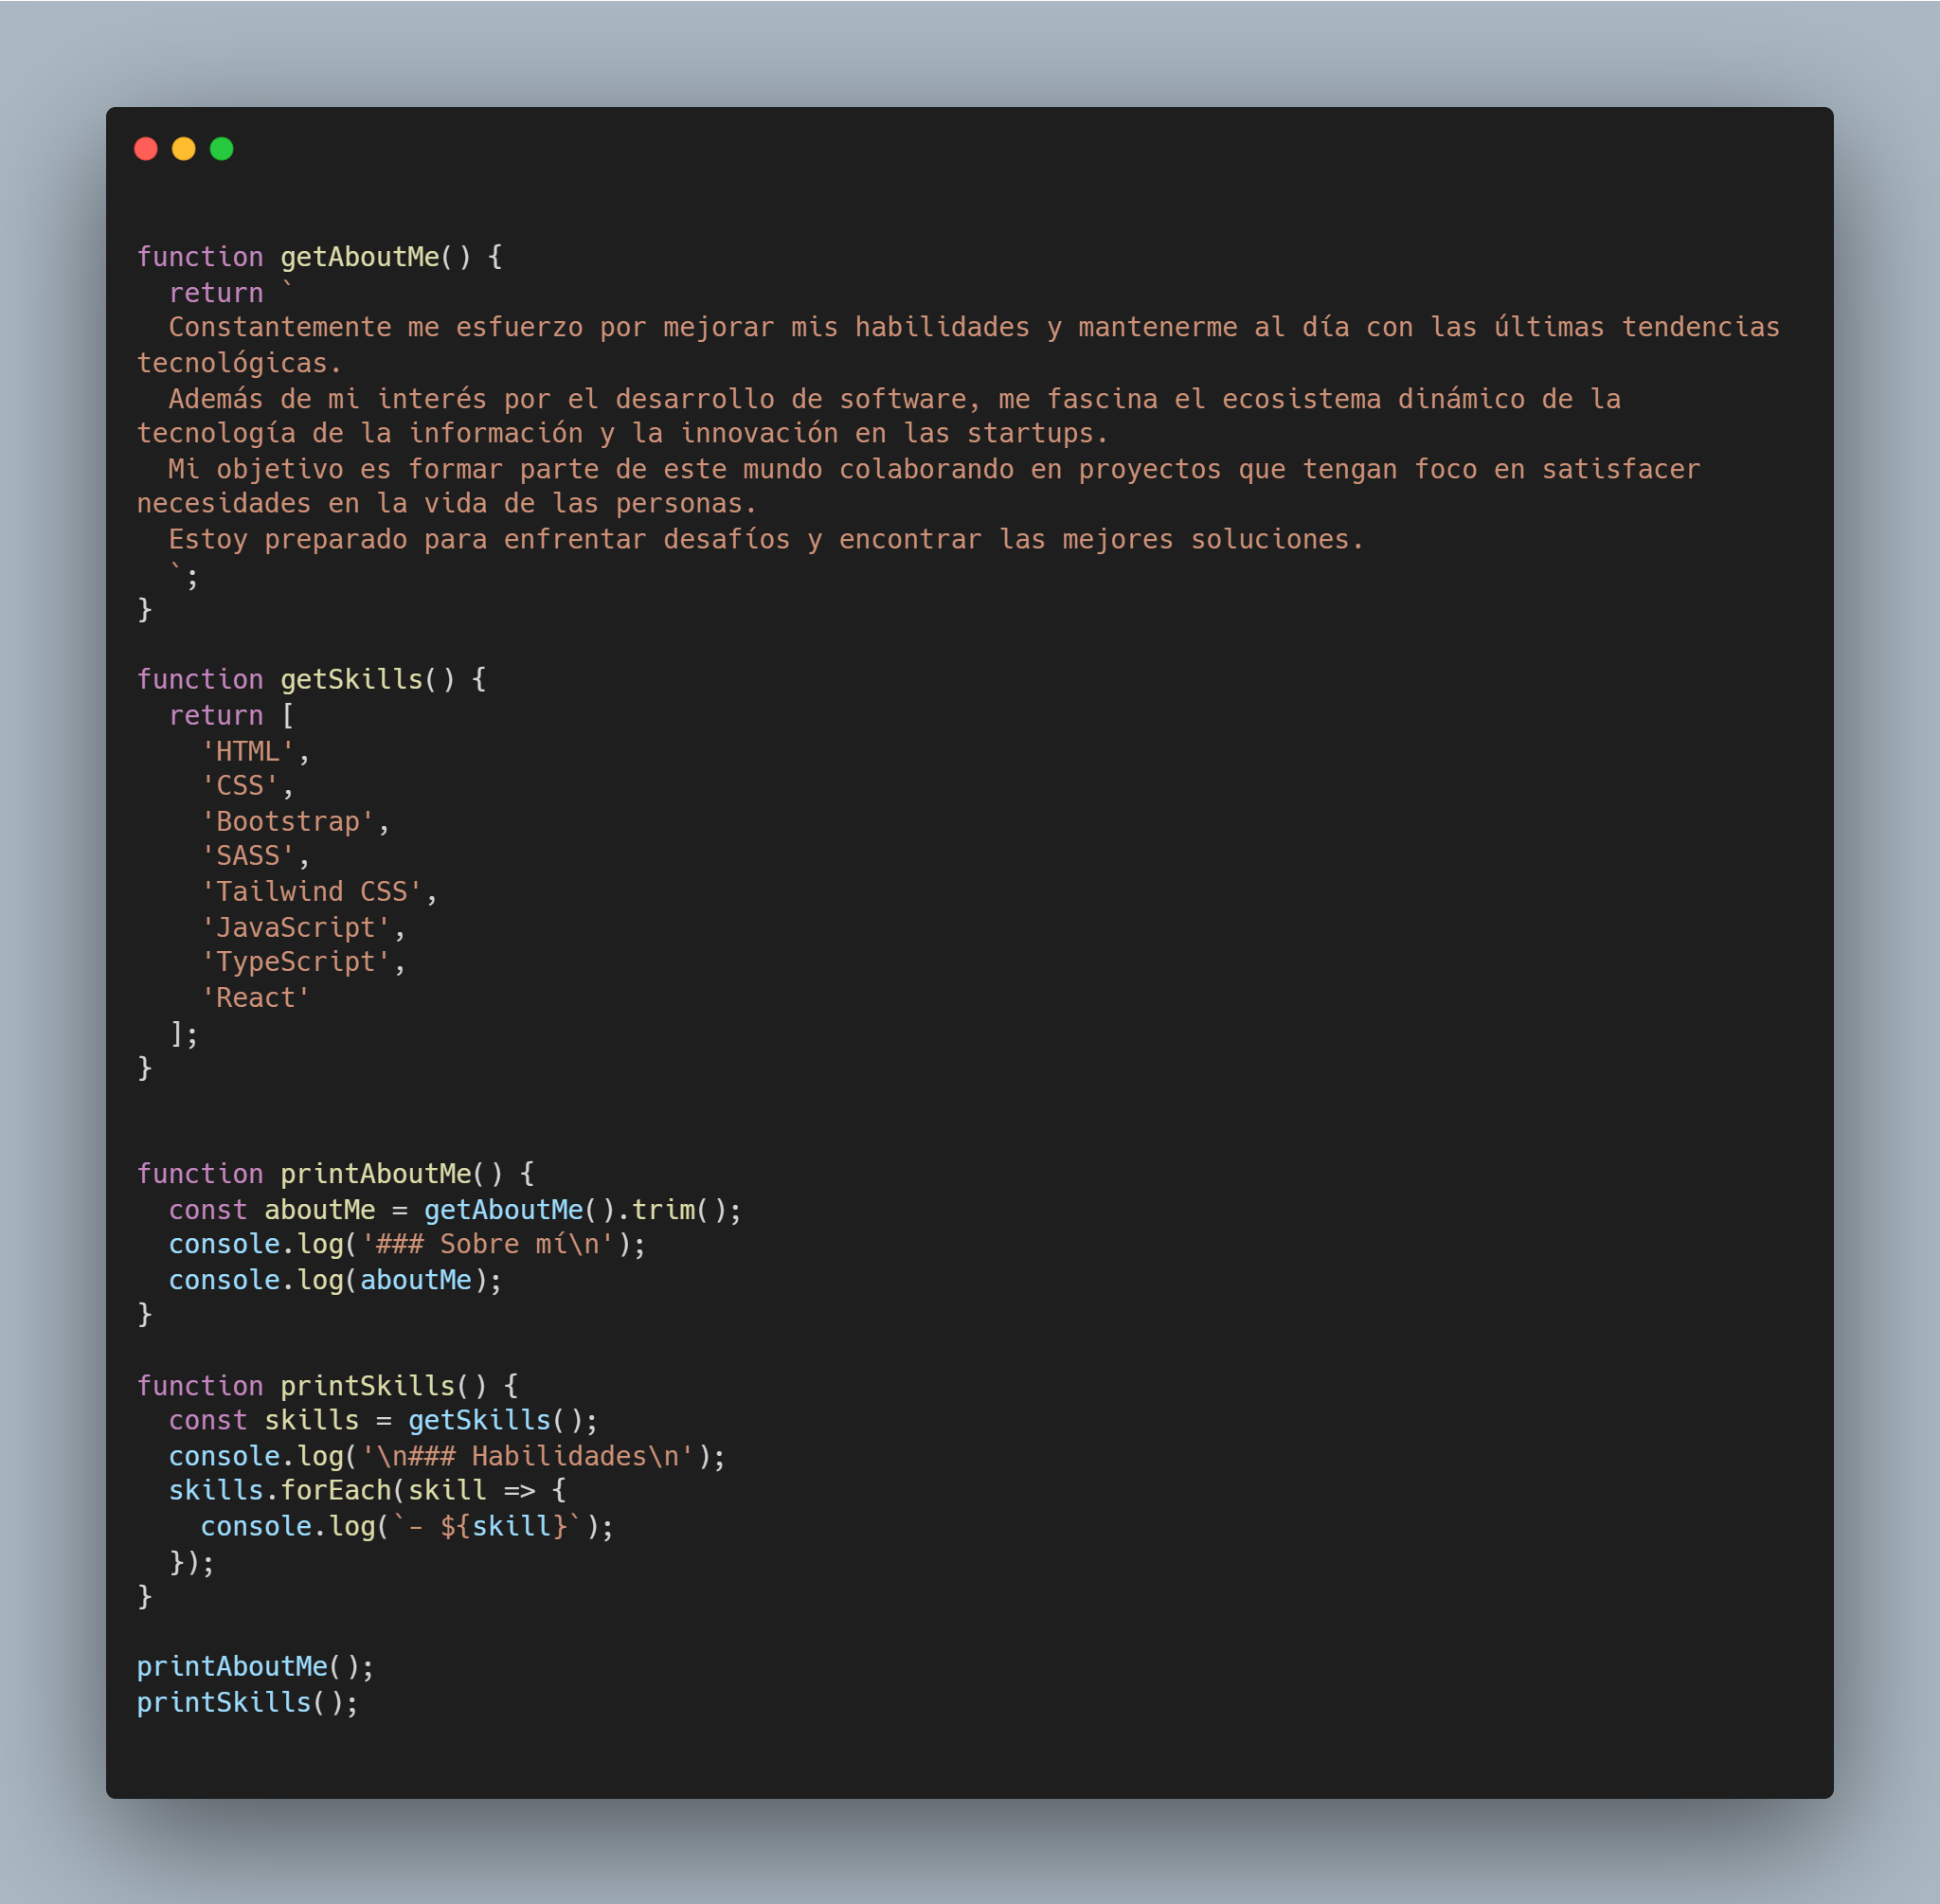 function getAboutMe() {
  return `
  Constantemente me esfuerzo por mejorar mis habilidades y mantenerme al día con las últimas tendencias
tecnológicas.
  Además de mi interés por el desarrollo de software, me fascina el ecosistema dinámico de la
tecnología de la información y la innovación en las startups.
  Mi objetivo es formar parte de este mundo colaborando en proyectos que tengan foco en satisfacer
necesidades en la vida de las personas.
  Estoy preparado para enfrentar desafíos y encontrar las mejores soluciones.
  `;
}

function getSkills() {
  return [
    'HTML',
    'CSS',
    'Bootstrap',
    'SASS',
    'Tailwind CSS',
    'JavaScript',
    'TypeScript',
    'React'
  ];
}


function printAboutMe() {
  const aboutMe = getAboutMe().trim();
  console.log('### Sobre mí\n');
  console.log(aboutMe);
}

function printSkills() {
  const skills = getSkills();
  console.log('\n### Habilidades\n');
  skills.forEach(skill => {
    console.log(`- ${skill}`);
  });
}

printAboutMe();
printSkills();